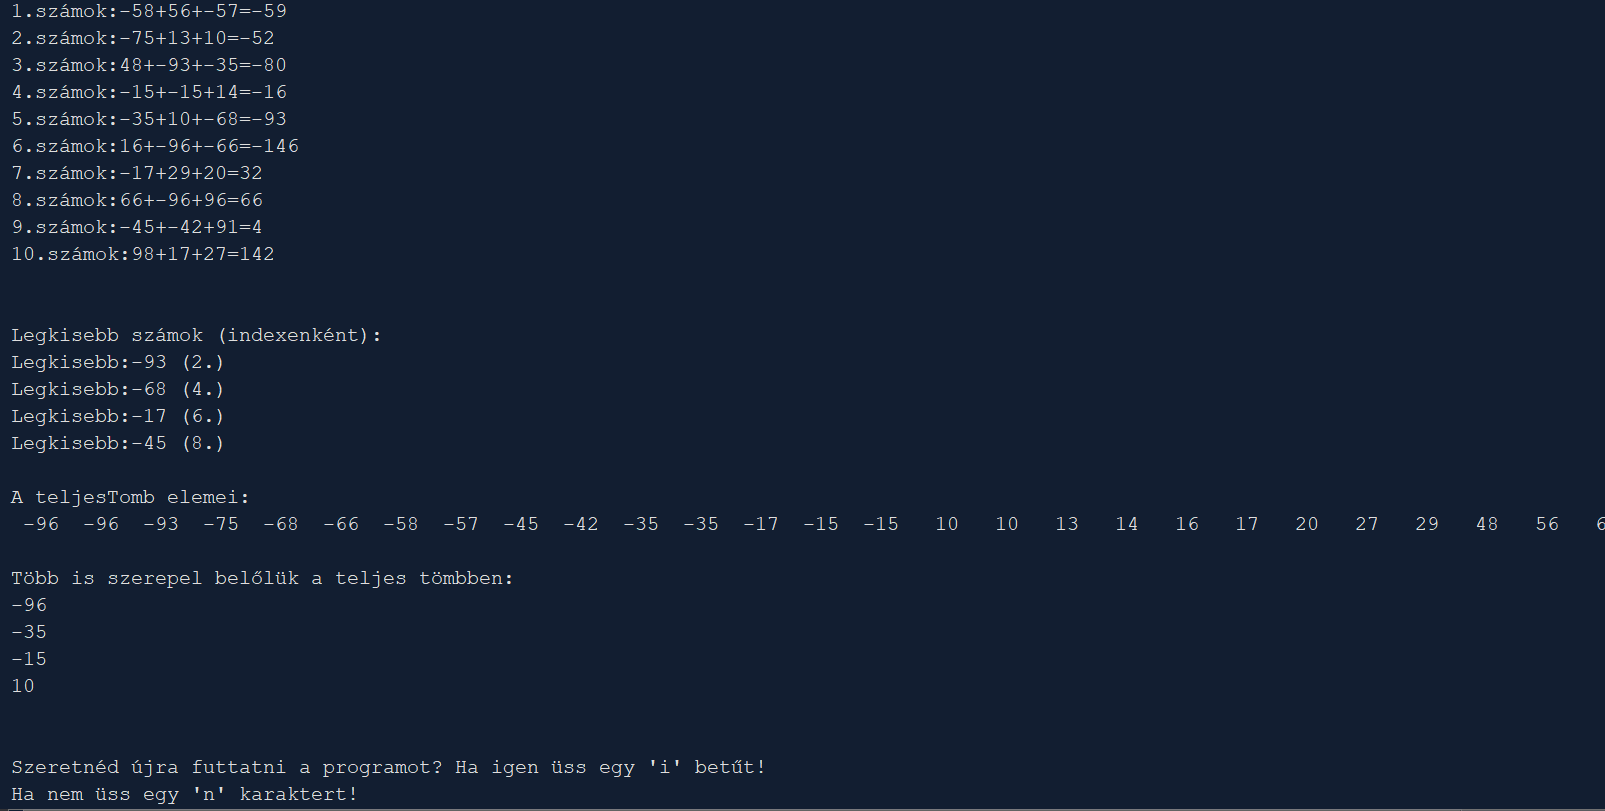 1.számok:-58+56+-57=-59
2.számok:-75+13+10=-52
3.számok:48+-93+-35=-80
4.számok:-15+-15+14=-16
5.számok:-35+10+-68=-93
6.számok:16+-96+-66=-146
7.számok:-17+29+20=32
8.számok:66+-96+96=66
9.számok:-45+-42+91=4
10.számok:98+17+27=142
Legkisebb számok (indexenként):
Legkisebb:-93 (2.)
Legkisebb:-68 (4.)
Legkisebb:-17 (6.)
Legkisebb:-45 (8.)
A teljesTomb elemei:
-96 -96 -93 -75 -68 -66 -58 -57 -45 -42 -35 -35 -17 -15 -15 10 10 13 14 16 17 20 27 29 48 56
Több is szerepel belőlük a teljes tömbben:
-96
-35
-15
10
Szeretnéd újra futtatni a programot? Ha igen üss egy 'i' betűt!
Ha nem üss egy 'n' karaktert!